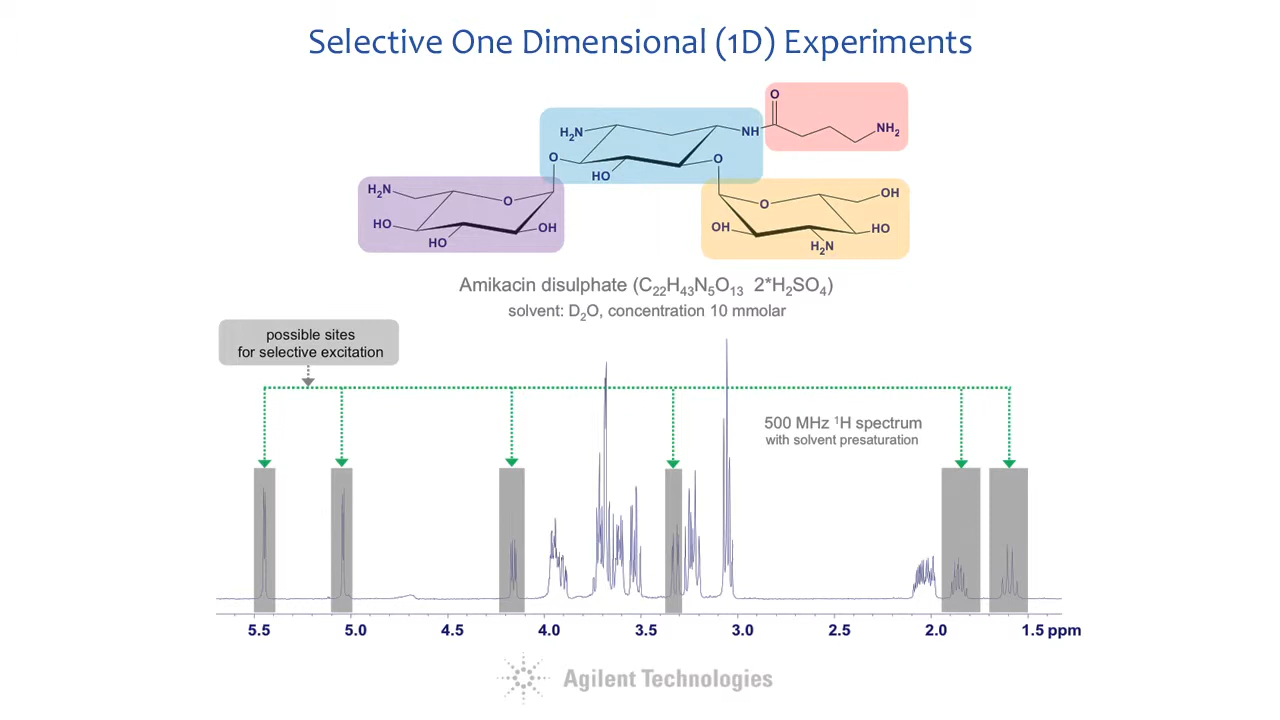 Selective One Dimensional (1D) Experiments
O
NH₂
H₂N
NH
O
HO
O
H₂N
O
HO
HO
OH
O
OH
OH
HO
H₂N
Amikacin disulphate (C₂₂H₄₃N₅O₁₃ 2*H₂SO₄)
solvent: D₂O, concentration 10 mmolar
possible sites
for selective excitation
500 MHz ¹H spectrum
with solvent presaturation
5.5 5.0 4.5 4.0 3.5 3.0 2.5 2.0 1.5 ppm
Agilent Technologies